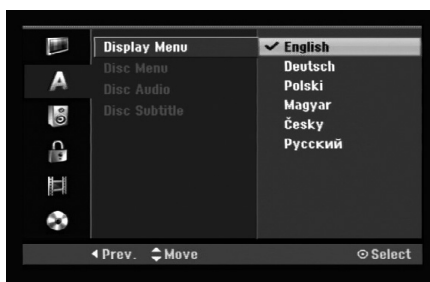 Display Menu
Disc Menu
Disc Audio
Disc Subtitle
English
Deutsch
Polski
Magyar
Česky
Русский
A
Prev. Move Select